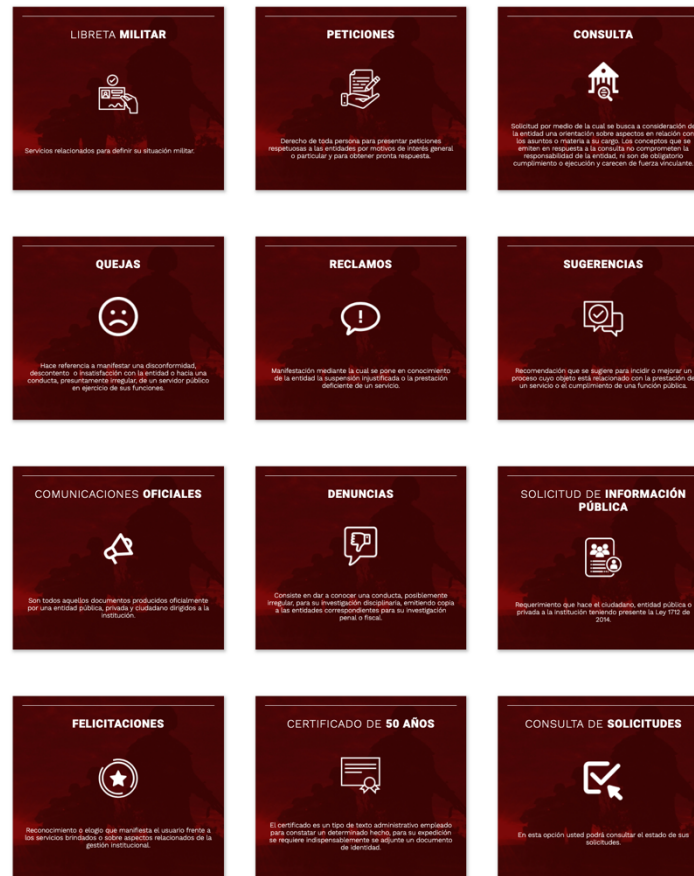 LIBRETA MILITAR
Servicios relacionados para definir su situación militar.
PETICIONES
Derecho de toda persona para presentar peticiones
respetuosas a las entidades por motivos de interés general
o particular y para obtener pronta respuesta.
CONSULTA
Solicitud por medio de la cual se busca a consideración de
la entidad una orientación sobre aspectos en relación con
los asuntos o materia a su cargo. Los conceptos que se
emiten en respuesta a la consulta no comprometen la
responsabilidad de la entidad, ni son de obligatorio
cumplimiento o ejecución y carecen de fuerza vinculante.
QUEJAS
Hace referencia a manifestar una disconformidad,
descontento o insatisfacción con la entidad o hacia una
conducta, presuntamente irregular, de un servidor público
en ejercicio de sus funciones.
RECLAMOS
Manifestación mediante la cual se pone en conocimiento
de la entidad la suspensión injustificada o la prestación
deficiente de un servicio.
SUGERENCIAS
Recomendación que se sugiere para incidir o mejorar un
proceso cuyo objeto está relacionado con la prestación de
un servicio o el cumplimiento de una función pública.
COMUNICACIONES OFICIALES
Son todos aquellos documentos producidos oficialmente
por una entidad pública, privada y ciudadano dirigidos a la
institución.
DENUNCIAS
Consiste en dar a conocer una conducta, posiblemente
irregular, para su investigación disciplinaria, emitiendo copia
a las entidades correspondientes para su investigación
penal o fiscal.
SOLICITUD DE INFORMACIÓN
PÚBLICA
Requerimiento que hace el ciudadano, entidad pública o
privada a la institución teniendo presente la Ley 1712 de
2014.
FELICITACIONES
Reconocimiento o elogio que manifiesta el usuario frente a
los servicios brindados o sobre aspectos relacionados de la
gestión institucional.
CERTIFICADO DE 50 AÑOS
El certificado es un tipo de texto administrativo empleado
para constatar un determinado hecho, para su expedición
se requiere indispensablemente se adjunte un documento
de identidad.
CONSULTA DE SOLICITUDES
En esta opción usted podrá consultar el estado de sus
solicitudes.